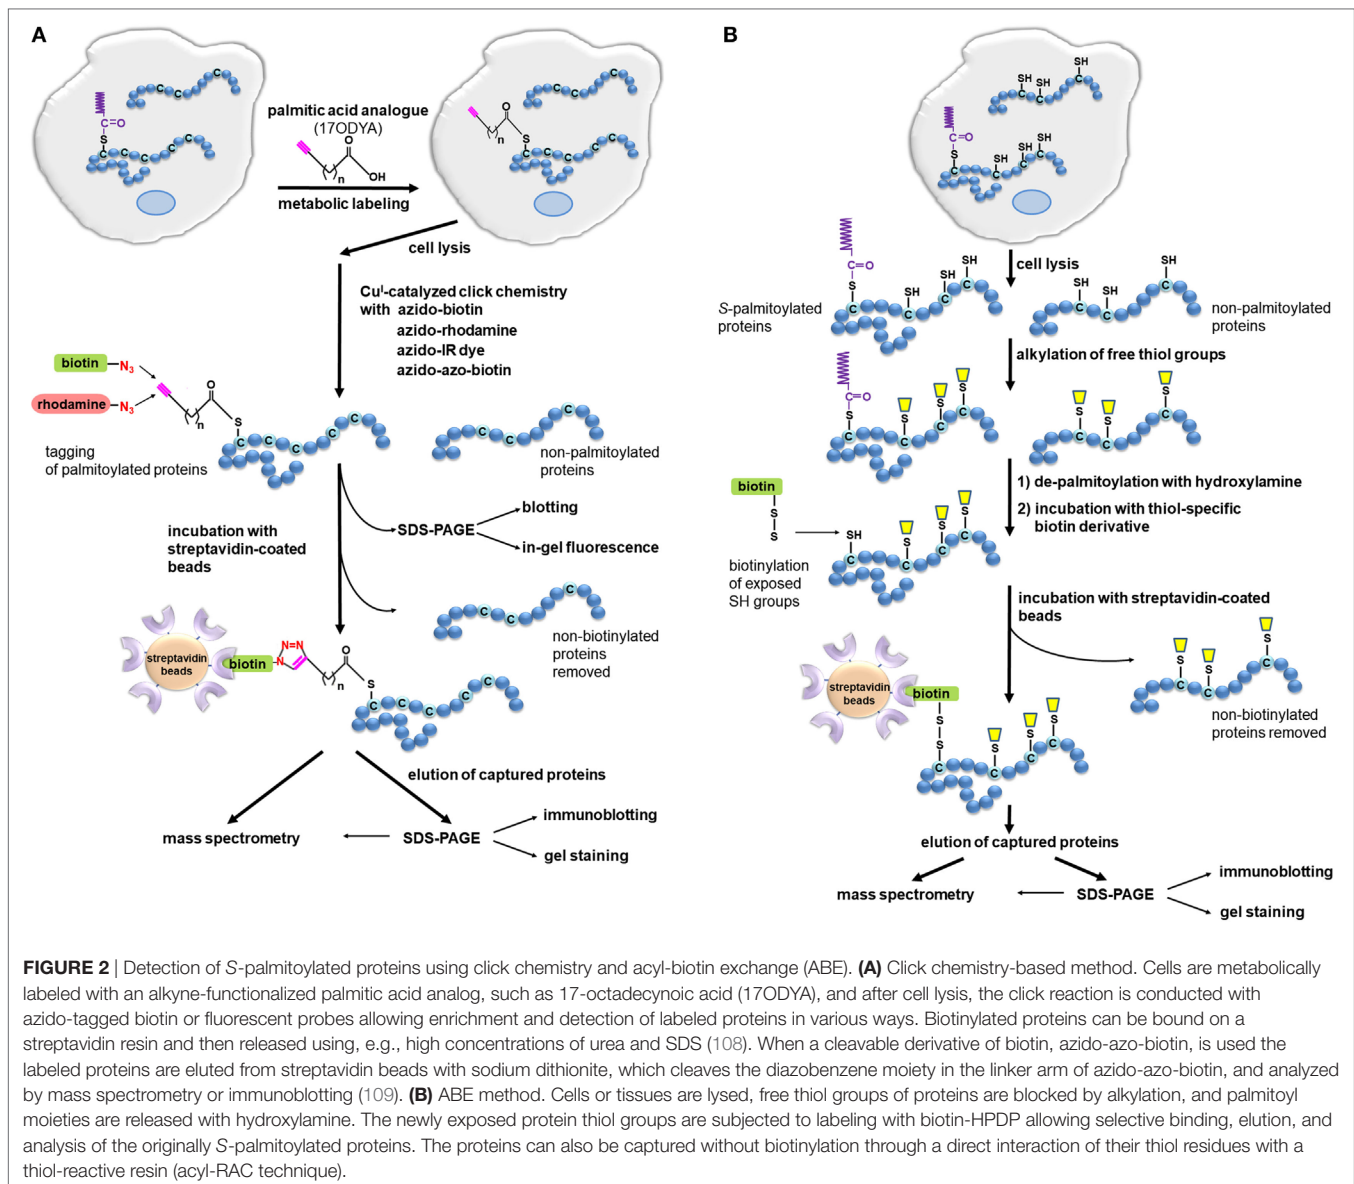 A
C=O
S
C
C
C
C
C
C
C
palmitic acid analogue
(17ODYA)
O
OH
n
metabolic labeling
O
n
S
C
C
C
C
C
C
C
cell lysis
Cuᴵ-catalyzed click chemistry
with azido-biotin
azido-rhodamine
azido-IR dye
azido-azo-biotin
biotin N₃
rhodamine N₃
O
n
S
C C C C C
C C C
tagging
of palmitoylated proteins
non-palmitoylated
proteins
incubation with
streptavidin-coated
beads
SDS-PAGE
blotting
in-gel fluorescence
C C C
non-biotinylated
proteins
removed
streptavidin
beads
biotin
N=N
N
O
n
S
C C C C C
elution of captured proteins
mass spectrometry
SDS-PAGE
immunoblotting
gel staining
B
SH
SH SH
C C C
C=O
S
SH SH SH
C C C C
cell lysis
S-palmitoylated
proteins
C=O
S
SH SH SH
C C C C
SH SH SH
C C C
non-palmitoylated
proteins
alkylation of free thiol groups
C=O
S S S S
C C C C
S S S
C C C
1) de-palmitoylation with hydroxylamine
2) incubation with thiol-specific
biotin derivative
biotin
S
S
SH S S S
C C C C
biotinylation
of exposed
SH groups
incubation with streptavidin-coated
beads
S S S
C C C
non-biotinylated
proteins removed
streptavidin
beads
biotin
S
S
S S S
C C C C
elution of captured proteins
mass spectrometry
SDS-PAGE
immunoblotting
gel staining
FIGURE 2 | Detection of S-palmitoylated proteins using click chemistry and acyl-biotin exchange (ABE). (A) Click chemistry-based method. Cells are metabolically
labeled with an alkyne-functionalized palmitic acid analog, such as 17-octadecynoic acid (17ODYA), and after cell lysis, the click reaction is conducted with
azido-tagged biotin or fluorescent probes allowing enrichment and detection of labeled proteins in various ways. Biotinylated proteins can be bound on a
streptavidin resin and then released using, e.g., high concentrations of urea and SDS (108). When a cleavable derivative of biotin, azido-azo-biotin, is used the
labeled proteins are eluted from streptavidin beads with sodium dithionite, which cleaves the diazobenzene moiety in the linker arm of azido-azo-biotin, and analyzed
by mass spectrometry or immunoblotting (109). (B) ABE method. Cells or tissues are lysed, free thiol groups of proteins are blocked by alkylation, and palmitoyl
moieties are released with hydroxylamine. The newly exposed protein thiol groups are subjected to labeling with biotin-HPDP allowing selective binding, elution, and
analysis of the originally S-palmitoylated proteins. The proteins can also be captured without biotinylation through a direct interaction of their thiol residues with a
thiol-reactive resin (acyl-RAC technique).